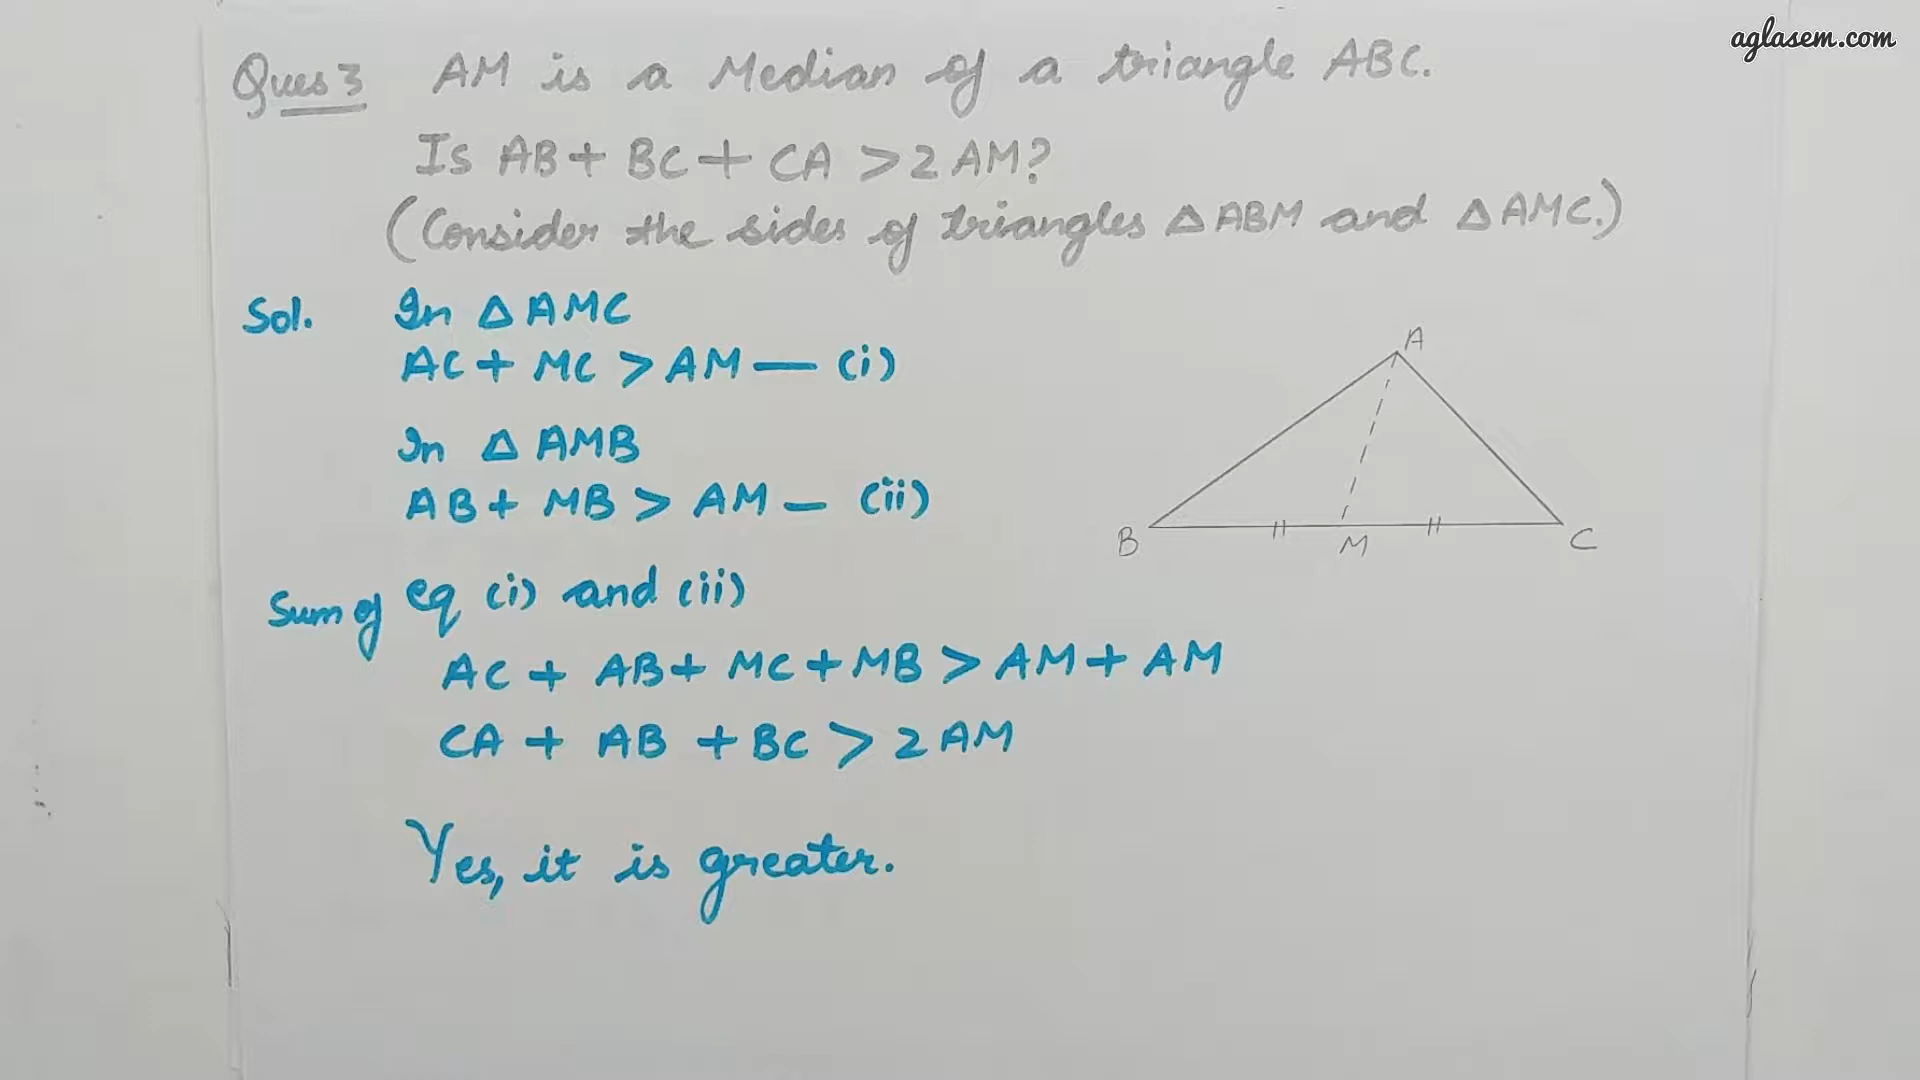 aglasem.com
Ques 3 AM is a Median of a triangle ABC.
Is AB + BC + CA > 2 AM?
(Consider the sides of triangles △ ABM and △ AMC.)
Sol. In △ AMC
AC + MC > AM — (i)
In △ AMB
AB + MB > AM — (ii)
Sum of eq (i) and (ii)
AC + AB + MC + MB > AM + AM
CA + AB + BC > 2 AM
Yes, it is greater.
A
B
M
C